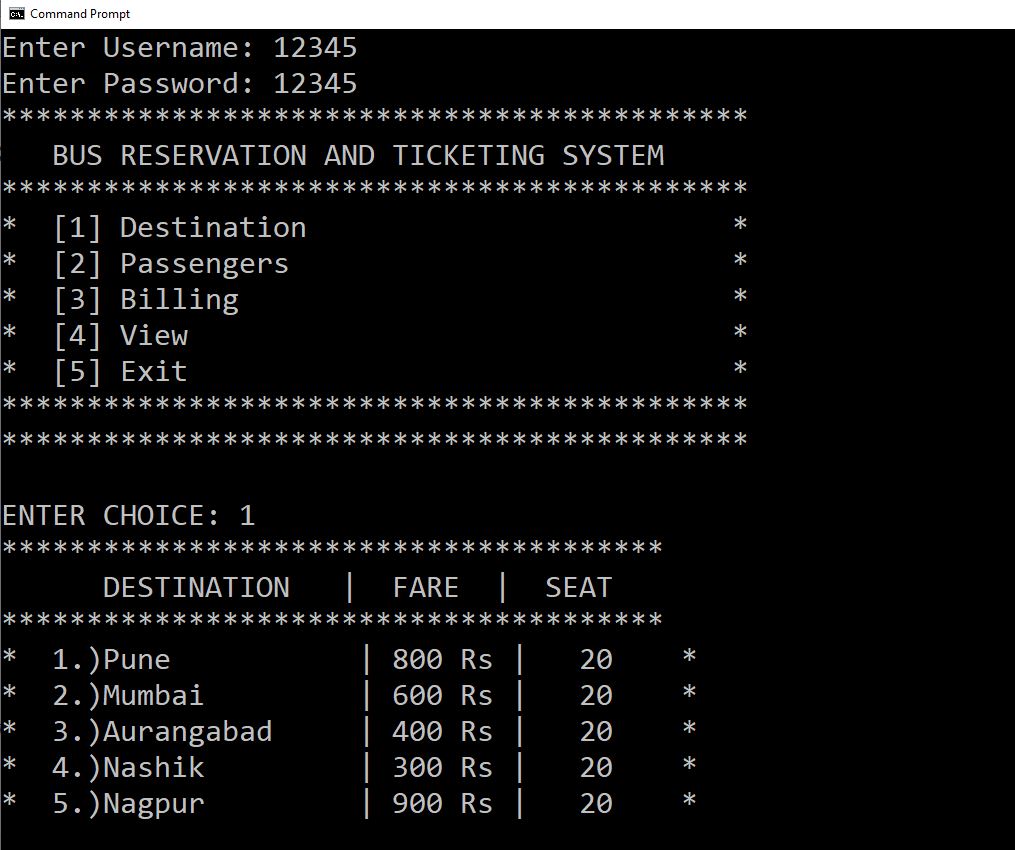 Command Prompt
Enter Username: 12345
Enter Password: 12345
********************************************
BUS RESERVATION AND TICKETING SYSTEM
********************************************
* [1] Destination *
* [2] Passengers *
* [3] Billing *
* [4] View *
* [5] Exit *
********************************************
********************************************
ENTER CHOICE: 1
***************************************
DESTINATION | FARE | SEAT
***************************************
* 1.)Pune | 800 Rs | 20 *
* 2.)Mumbai | 600 Rs | 20 *
* 3.)Aurangabad | 400 Rs | 20 *
* 4.)Nashik | 300 Rs | 20 *
* 5.)Nagpur | 900 Rs | 20 *